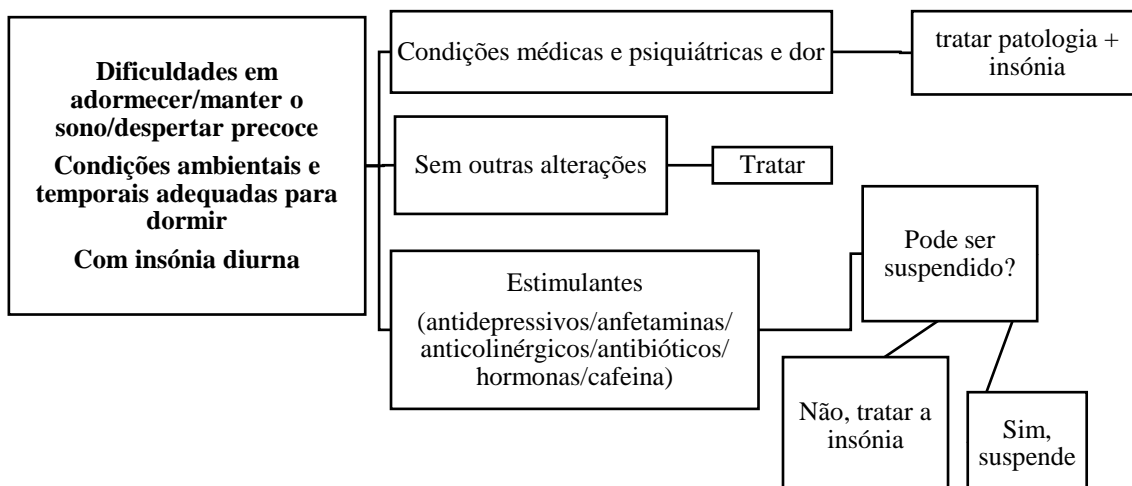 Dificuldades em
adormecer/manter o
sono/despertar precoce
Condições ambientais e
temporais adequadas para
dormir
Com insónia diurna
Condições médicas e psiquiátricas e dor
tratar patologia +
insónia
Sem outras alterações
Tratar
Estimulantes
(antidepressivos/anfetaminas/
anticolinérgicos/antibióticos/
hormonas/cafeina)
Pode ser
suspendido?
Não, tratar a
insónia
Sim,
suspende